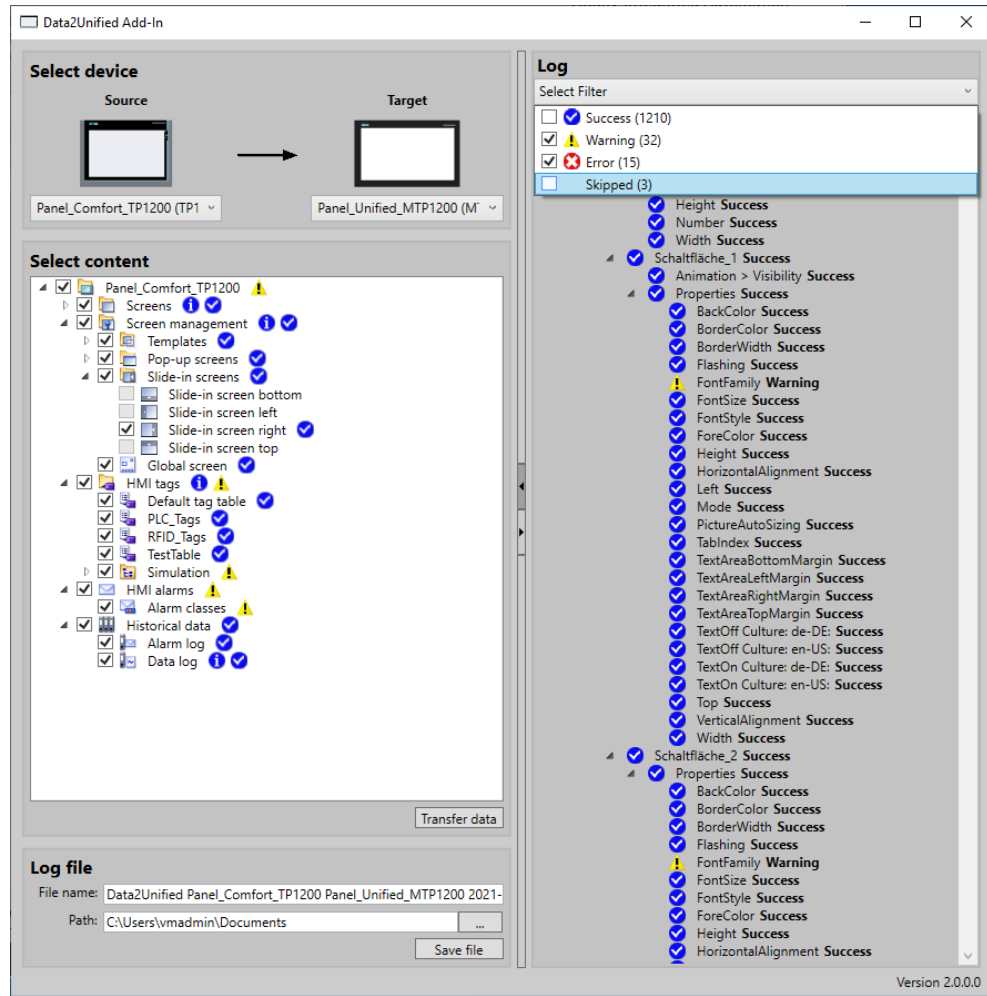 Data2Unified Add-In
Select device
Source
Target
Panel_Comfort_TP1200 (TP1
Panel_Unified_MTP1200 (M
Select content
Panel_Comfort_TP1200
Screens
Screen management
Templates
Pop-up screens
Slide-in screens
Slide-in screen bottom
Slide-in screen left
Slide-in screen right
Slide-in screen top
Global screen
HMI tags
Default tag table
PLC_Tags
RFID_Tags
TestTable
Simulation
HMI alarms
Alarm classes
Historical data
Alarm log
Data log
Transfer data
Log file
File name: Data2Unified Panel_Comfort_TP1200 Panel_Unified_MTP1200 2021-
Path: C:\Users\vmadmin\Documents
...
Save file
Log
Select Filter
Success (1210)
Warning (32)
Error (15)
Skipped (3)
Height Success
Number Success
Width Success
Schaltfläche_1 Success
Animation > Visibility Success
Properties Success
BackColor Success
BorderColor Success
BorderWidth Success
Flashing Success
FontFamily Warning
FontSize Success
FontStyle Success
ForeColor Success
Height Success
HorizontalAlignment Success
Left Success
Mode Success
PictureAutoSizing Success
TabIndex Success
TextAreaBottomMargin Success
TextAreaLeftMargin Success
TextAreaRightMargin Success
TextAreaTopMargin Success
TextOff Culture: de-DE: Success
TextOff Culture: en-US: Success
TextOn Culture: de-DE: Success
TextOn Culture: en-US: Success
Top Success
VerticalAlignment Success
Width Success
Schaltfläche_2 Success
Properties Success
BackColor Success
BorderColor Success
BorderWidth Success
Flashing Success
FontFamily Warning
FontSize Success
FontStyle Success
ForeColor Success
Height Success
HorizontalAlignment Success
Version 2.0.0.0